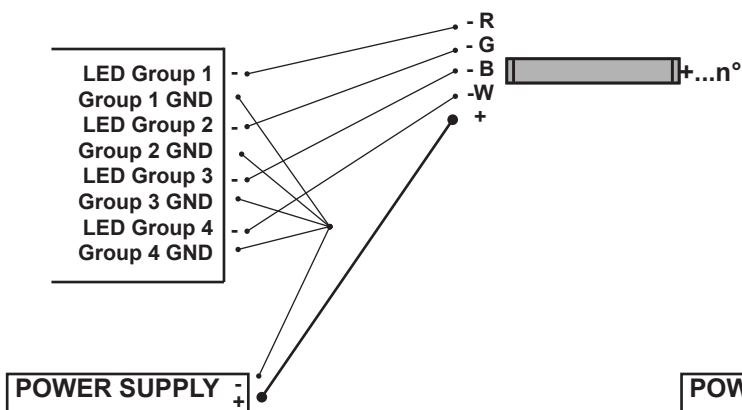 - R
- G
- B
-W
+
+...n°
LED Group 1 -
Group 1 GND
LED Group 2 -
Group 2 GND
LED Group 3 -
Group 3 GND
LED Group 4 -
Group 4 GND
POWER SUPPLY -
+
POW